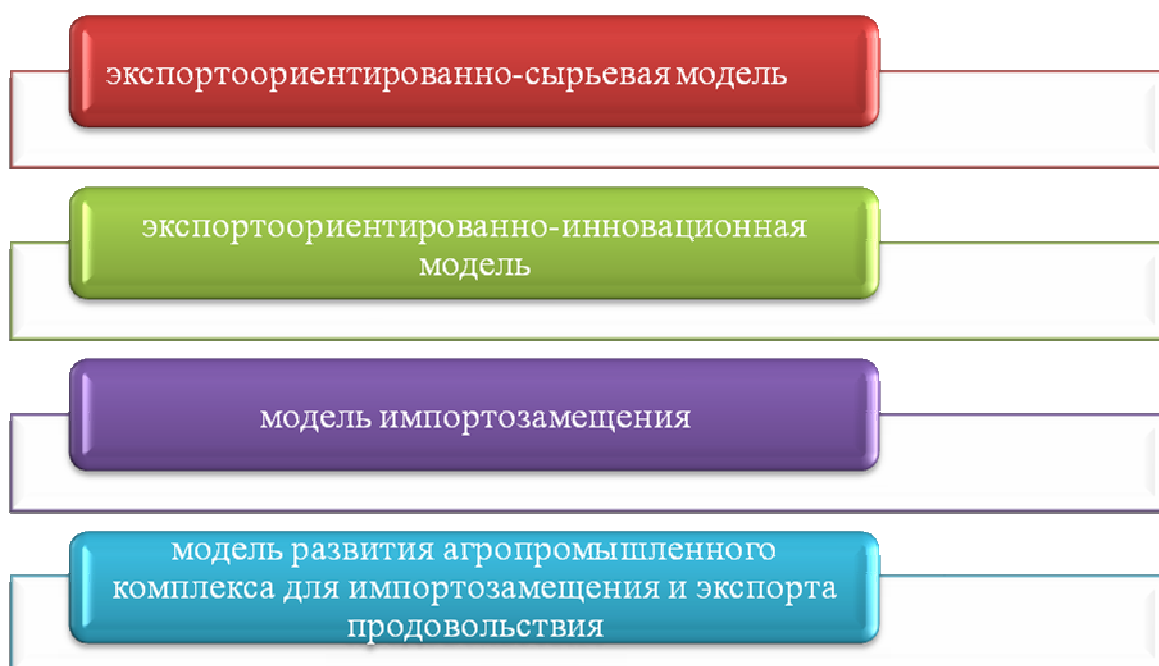 экспортоориентированно-сырьевая модель
экспортоориентированно-инновационная
модель
модель импортозамещения
модель развития агропромышленного
комплекса для импортозамещения и экспорта
продовольствия